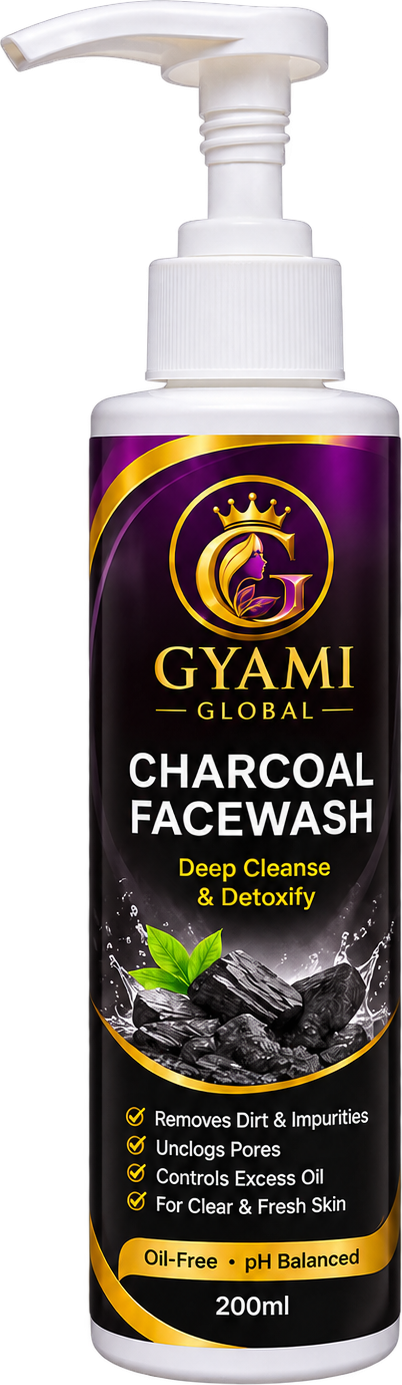 GYAMI
GLOBAL
CHARCOAL
FACEWASH
Deep Cleanse
& Detoxify
Removes Dirt & Impurities
Unclogs Pores
Controls Excess Oil
For Clear & Fresh Skin
Oil-Free • pH Balanced
200ml